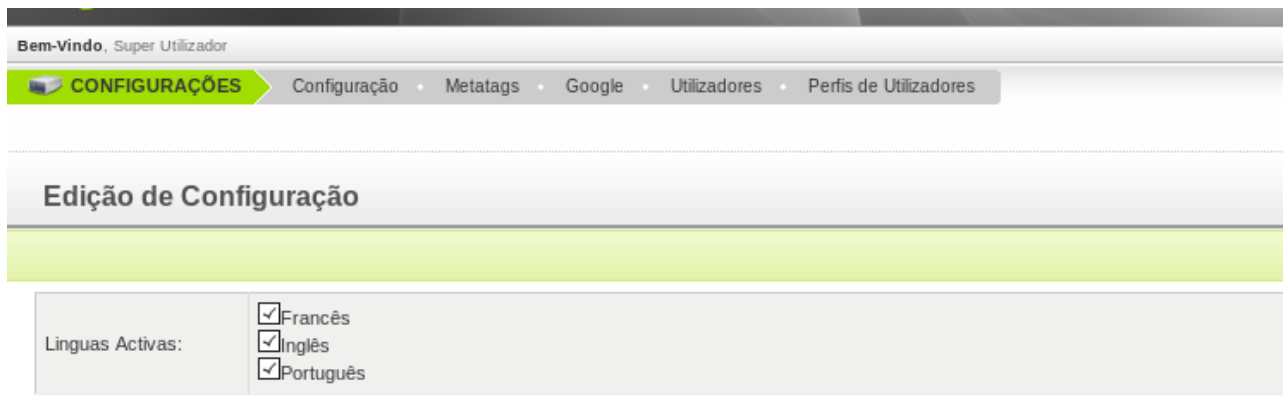 Bem-Vindo, Super Utilizador
CONFIGURAÇÕES Configuração Metatags Google Utilizadores Perfis de Utilizadores
Edição de Configuração
Linguas Activas:
Francês
Inglês
Português